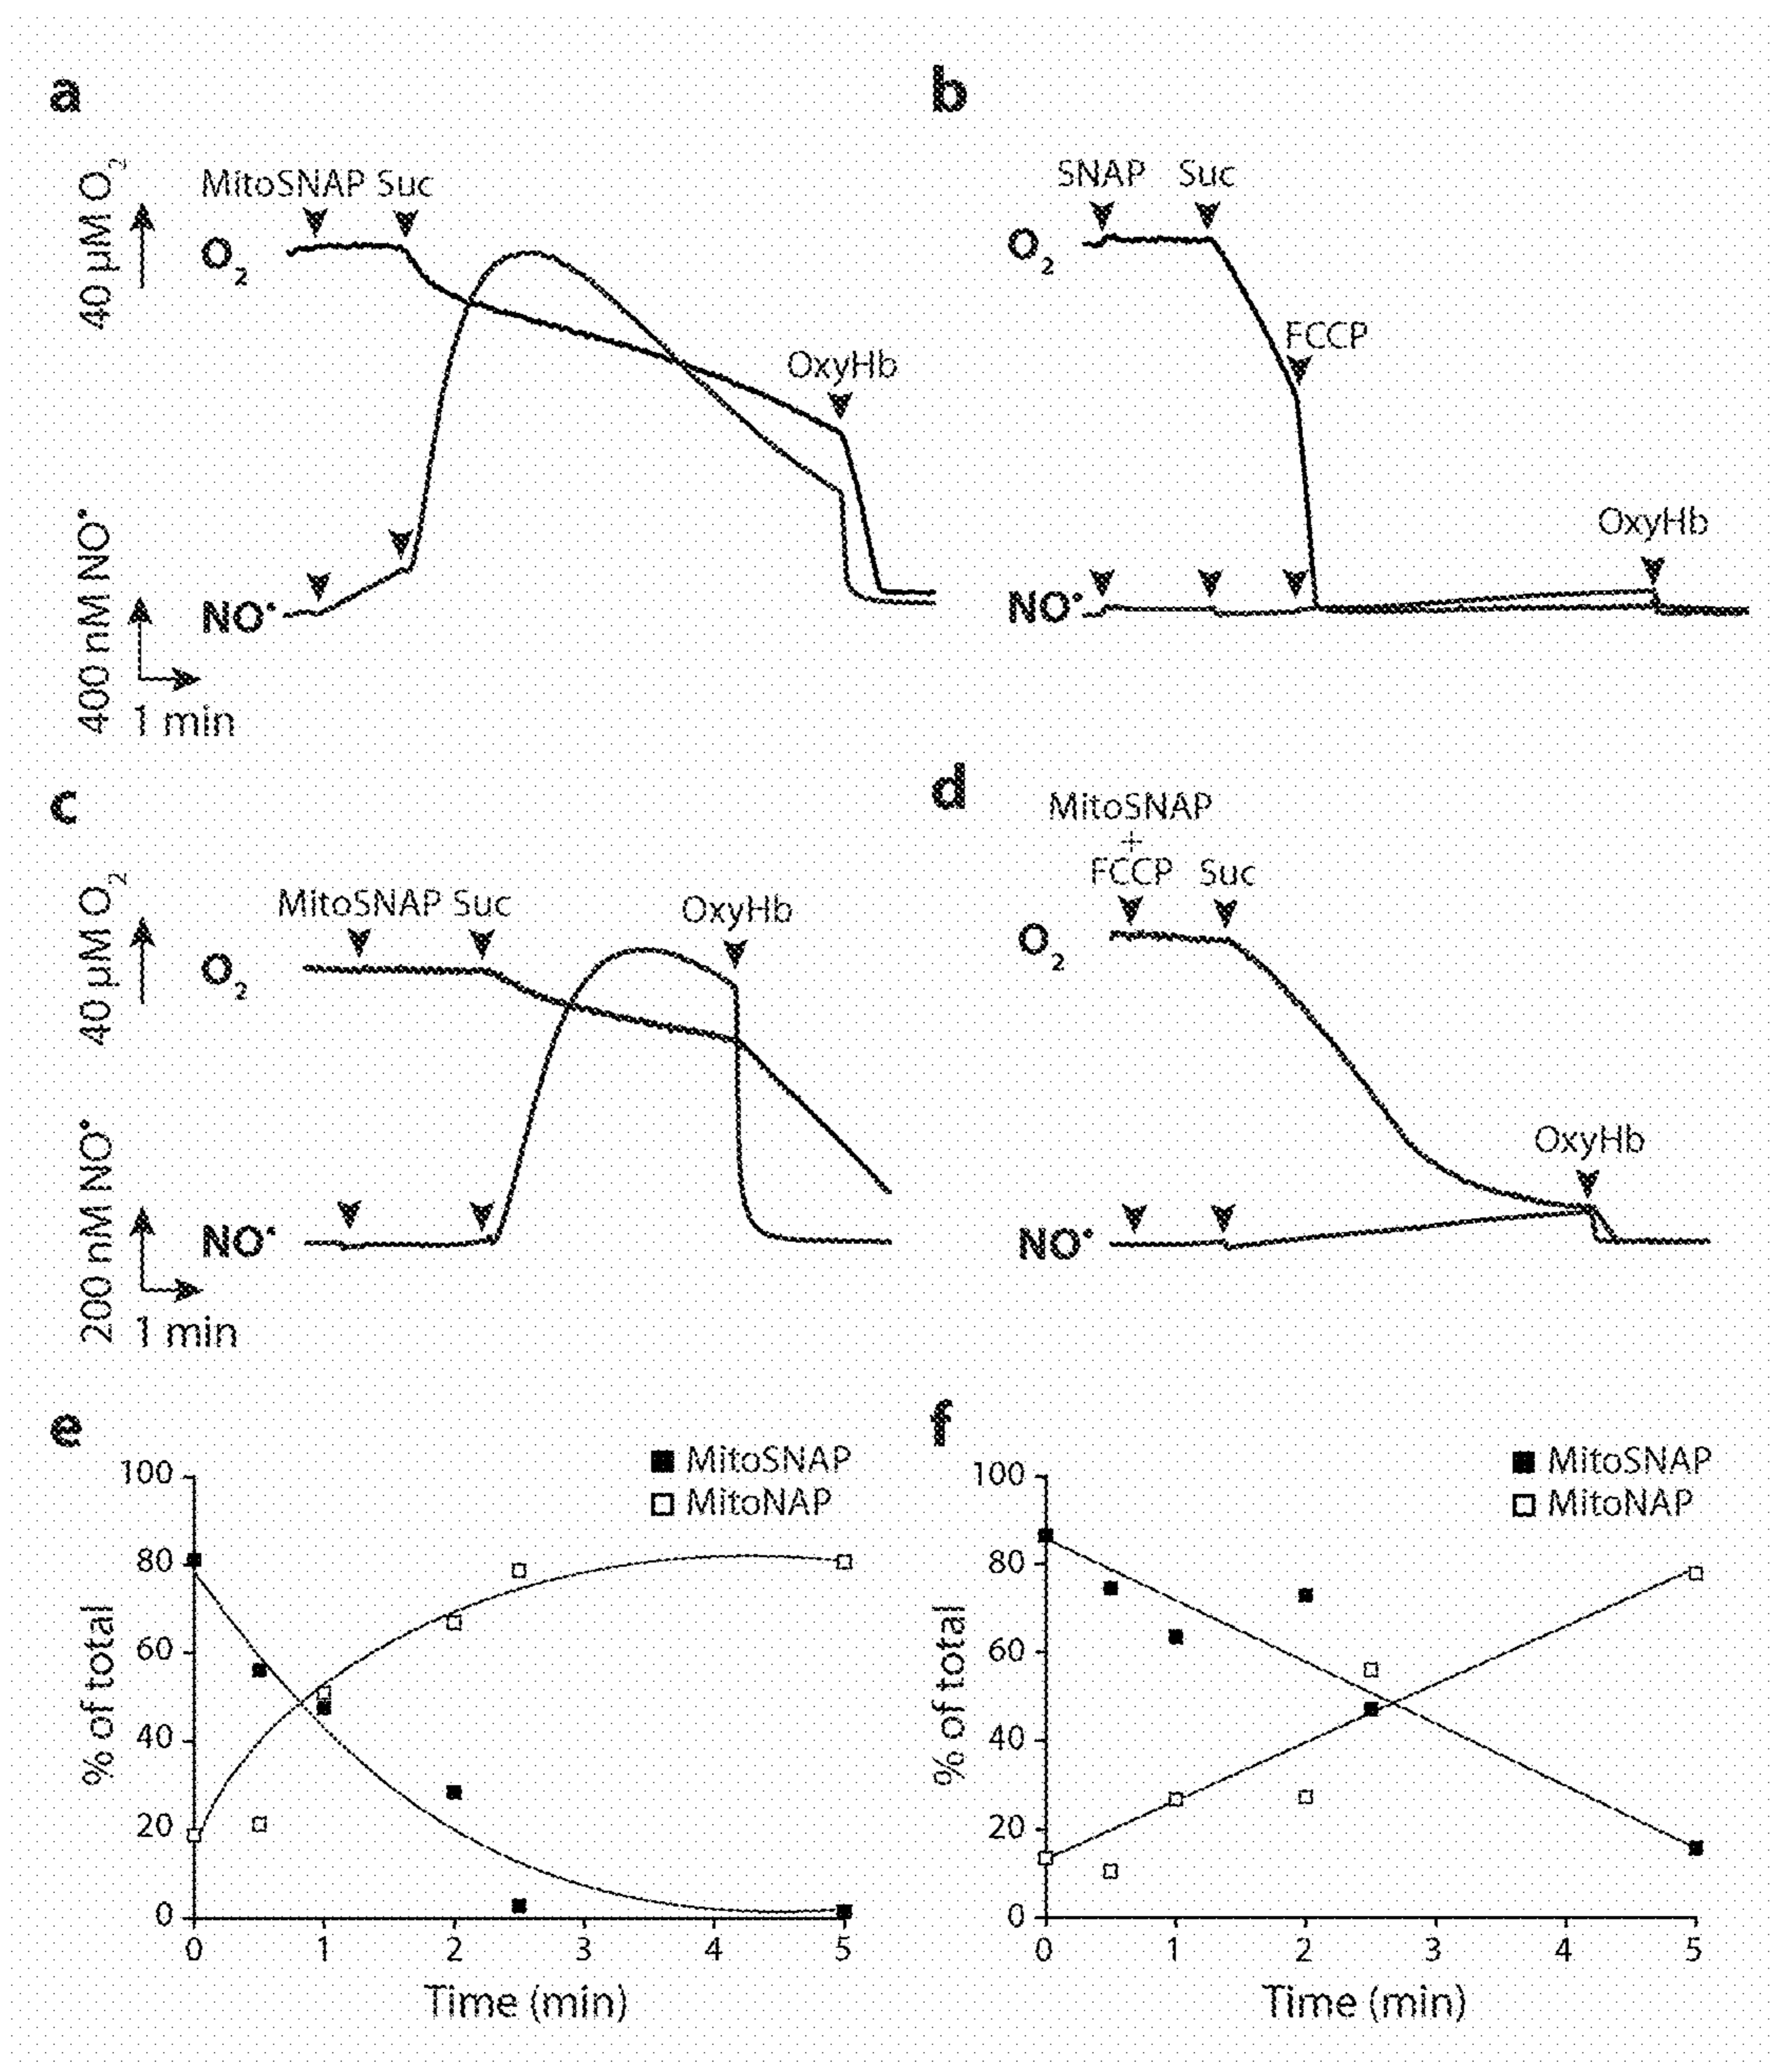 a
40 µM O₂
MitoSNAP Suc
O₂
OxyHb
400 nM NO•
NO•
1 min
b
SNAP Suc
O₂
FCCP
OxyHb
NO•
c
40 µM O₂
MitoSNAP Suc
OxyHb
O₂
200 nM NO•
NO•
1 min
d
MitoSNAP
+
FCCP Suc
O₂
OxyHb
NO•
e
■ MitoSNAP
□ MitoNAP
% of total
100
80
60
40
20
0
0 1 2 3 4 5
Time (min)
f
■ MitoSNAP
□ MitoNAP
% of total
100
80
60
40
20
0
0 1 2 3 4 5
Time (min)